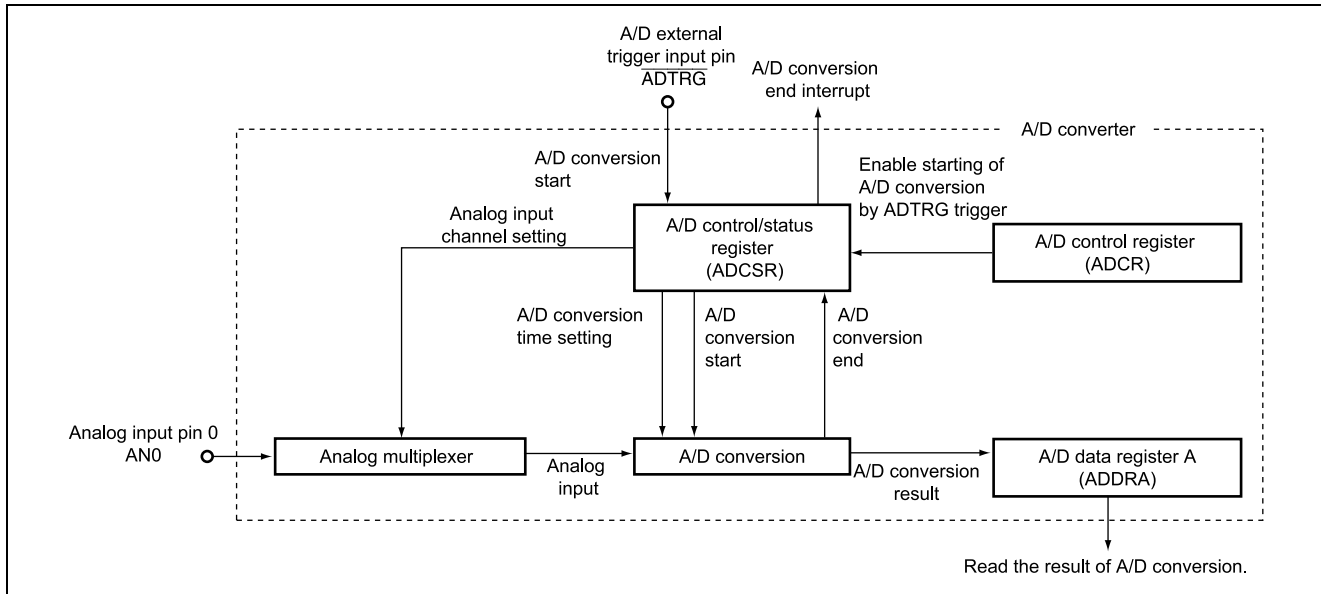 A/D external
trigger input pin
ADTRG
A/D conversion
end interrupt
A/D converter
A/D conversion
start
Enable starting of
A/D conversion
by ADTRG trigger
Analog input
channel setting
A/D control/status
register
(ADCSR)
A/D control register
(ADCR)
A/D conversion
time setting
A/D
conversion
start
A/D
conversion
end
Analog input pin 0
AN0
Analog multiplexer
Analog
input
A/D conversion
A/D conversion
result
A/D data register A
(ADDRA)
Read the result of A/D conversion.